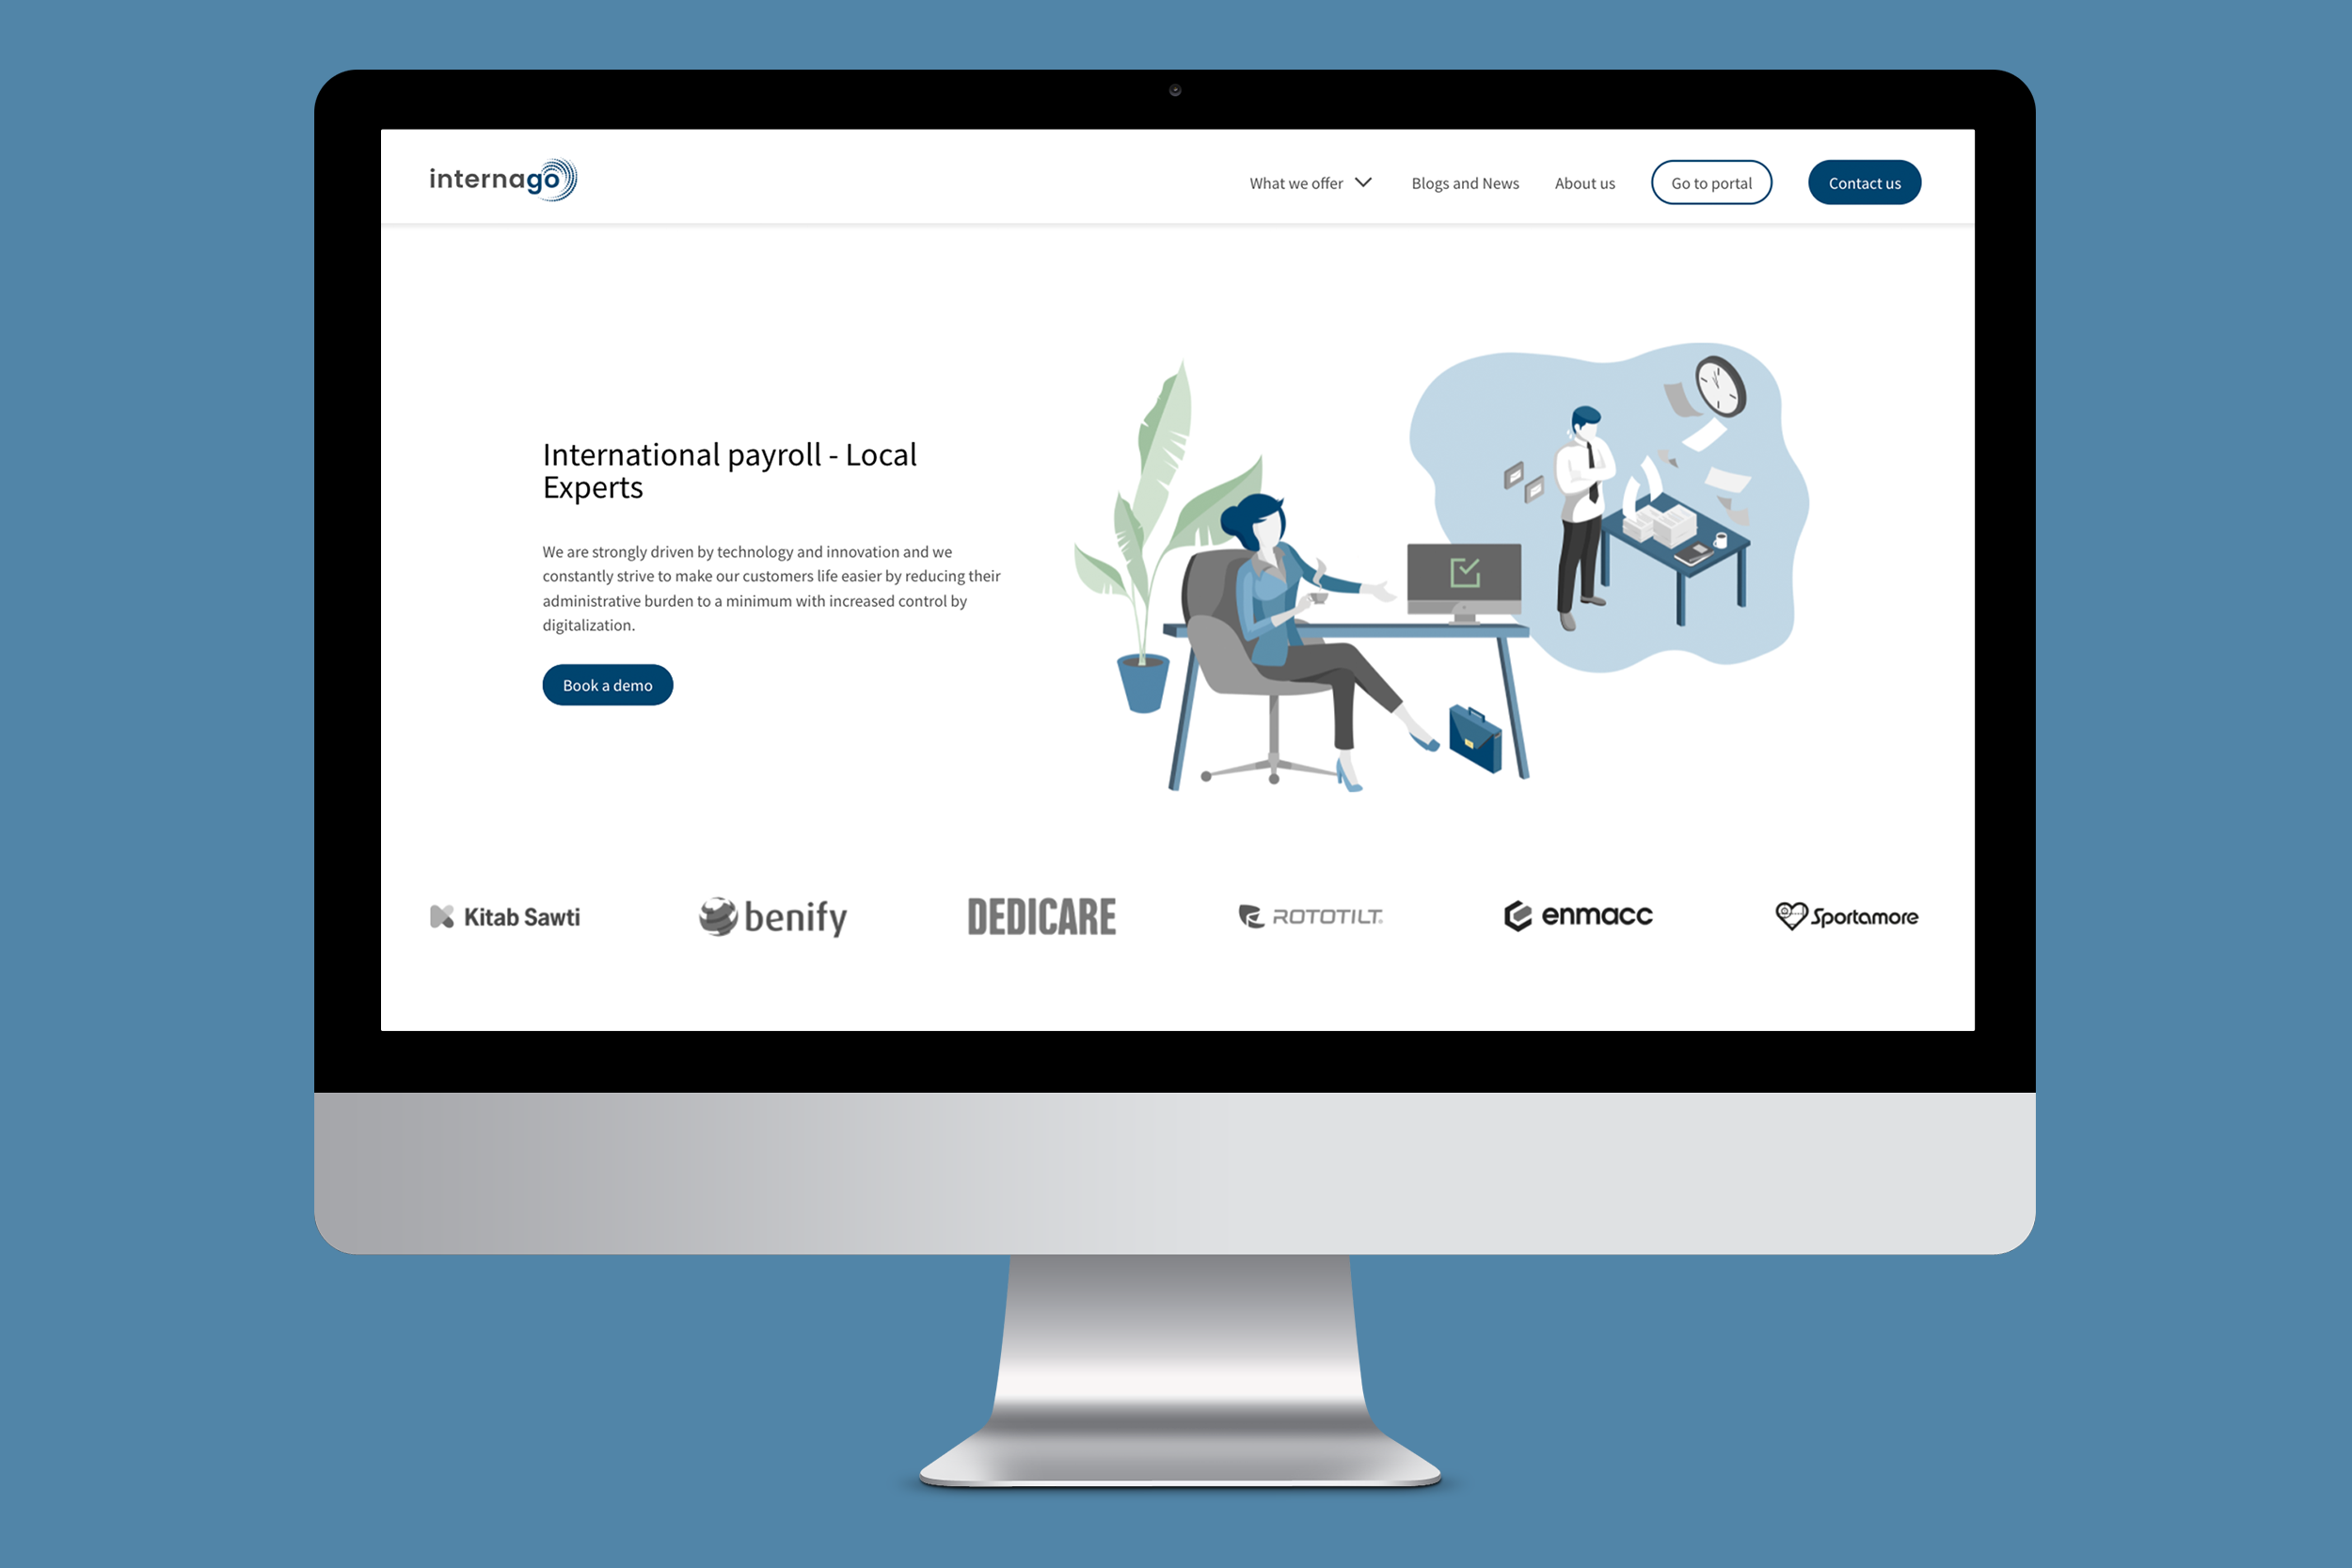 internago
What we offer
Blogs and News
About us
Go to portal
Contact us
International payroll - Local
Experts
We are strongly driven by technology and innovation and we
constantly strive to make our customers life easier by reducing their
administrative burden to a minimum with increased control by
digitalization.
Book a demo
Kitab Sawti
benify
DEDICARE
ROTOTILT®
enmacc
Sportamore